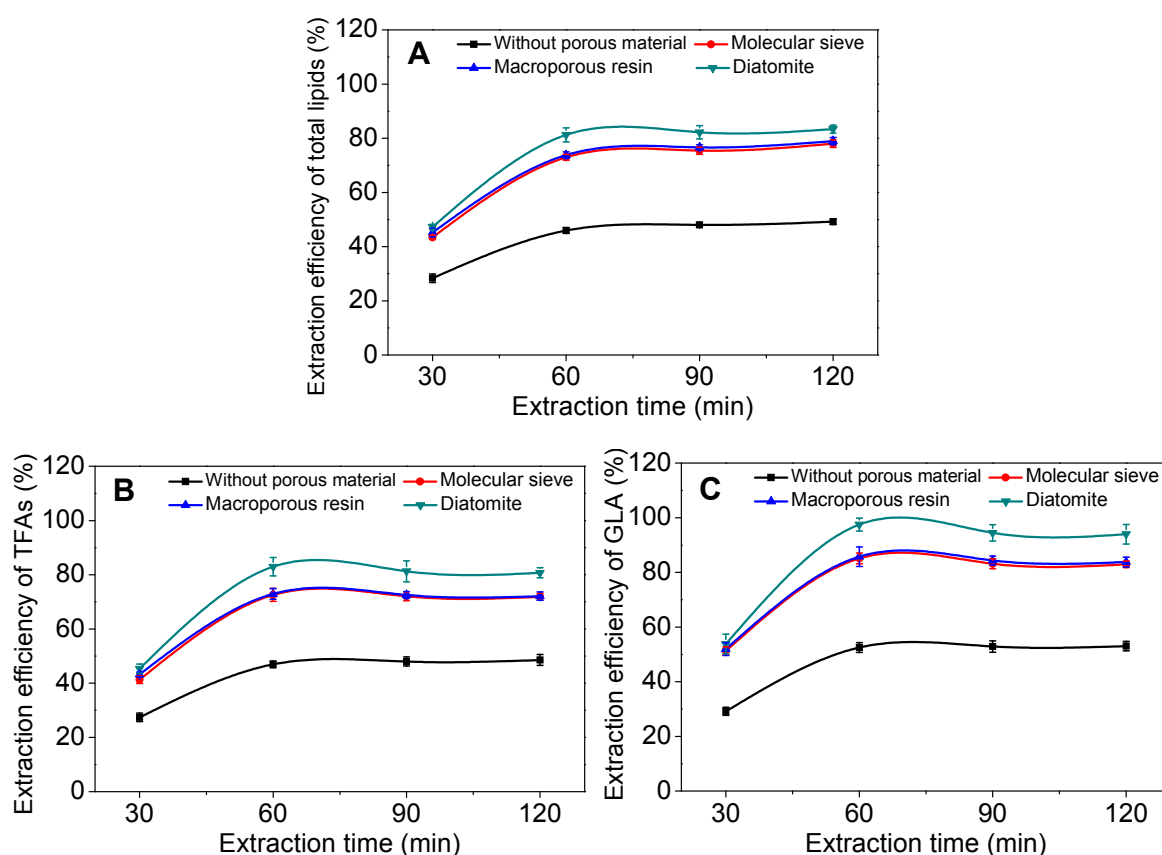 Extraction efficiency of total lipids (%)
120
100
80
60
40
20
0
A
Without porous material
Molecular sieve
Macroporous resin
Diatomite
30 60 90 120
Extraction time (min)
Extraction efficiency of TFAs (%)
120
100
80
60
40
20
0
B
Without porous material
Molecular sieve
Macroporous resin
Diatomite
30 60 90 120
Extraction time (min)
Extraction efficiency of GLA (%)
120
100
80
60
40
20
0
C
Without porous material
Molecular sieve
Macroporous resin
Diatomite
30 60 90 120
Extraction time (min)